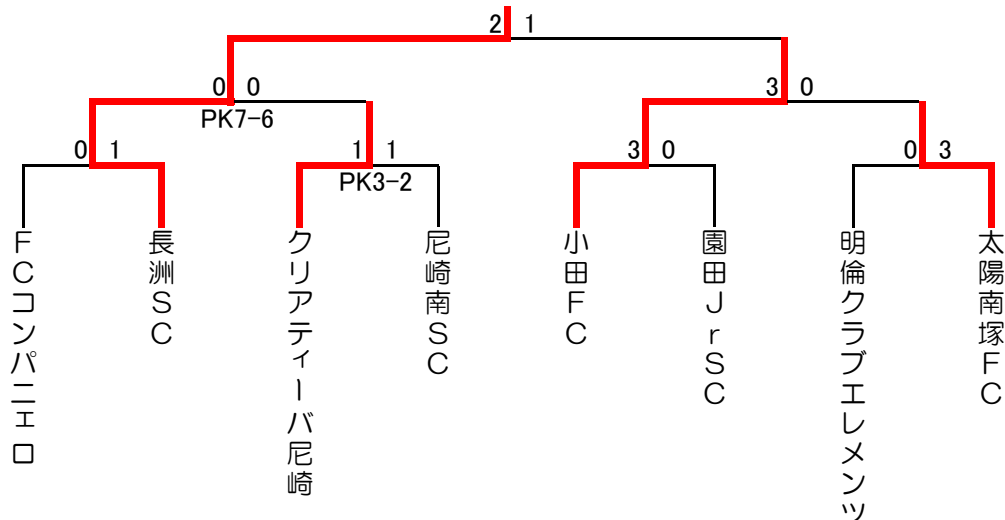 2 1
0 0
PK7-6
3 0
0 1
1 1
PK3-2
3 0
0 3
FCコンパニエロ
長洲SC
クリアティーバ尼崎
尼崎南SC
小田FC
園田JrSC
明倫クラブエレメンツ
太陽南塚FC